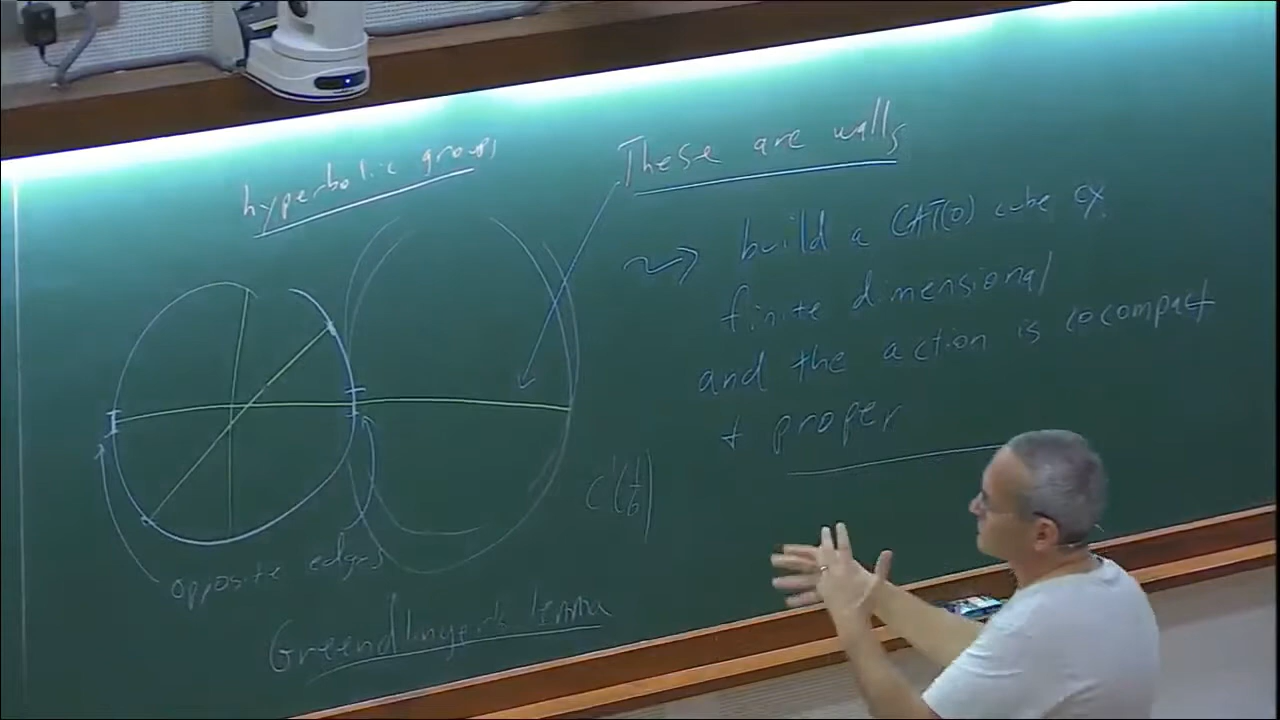 hyperbolic groups
These are walls
build a CAT(0) cube cx.
finite dimensional
and the action is cocompact
+ proper
C'(1/6)
opposite edges
Greendlinger's lemma